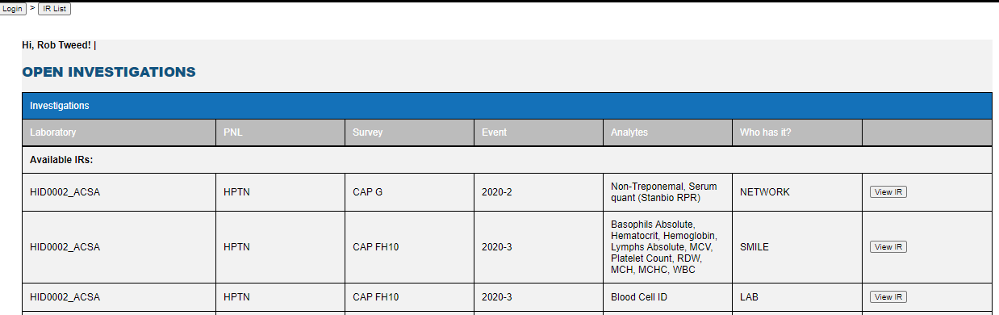 Login > IR List
Hi, Rob Tweed! |
OPEN INVESTIGATIONS
Investigations
Laboratory PNL Survey Event Analytes Who has it?
Available IRs:
HID0002_ACSA HPTN CAP G 2020-2 Non-Treponemal, Serum
quant (Stanbio RPR) NETWORK View IR
HID0002_ACSA HPTN CAP FH10 2020-3 Basophils Absolute,
Hematocrit, Hemoglobin,
Lymphs Absolute, MCV,
Platelet Count, RDW,
MCH, MCHC, WBC SMILE View IR
HID0002_ACSA HPTN CAP FH10 2020-3 Blood Cell ID LAB View IR